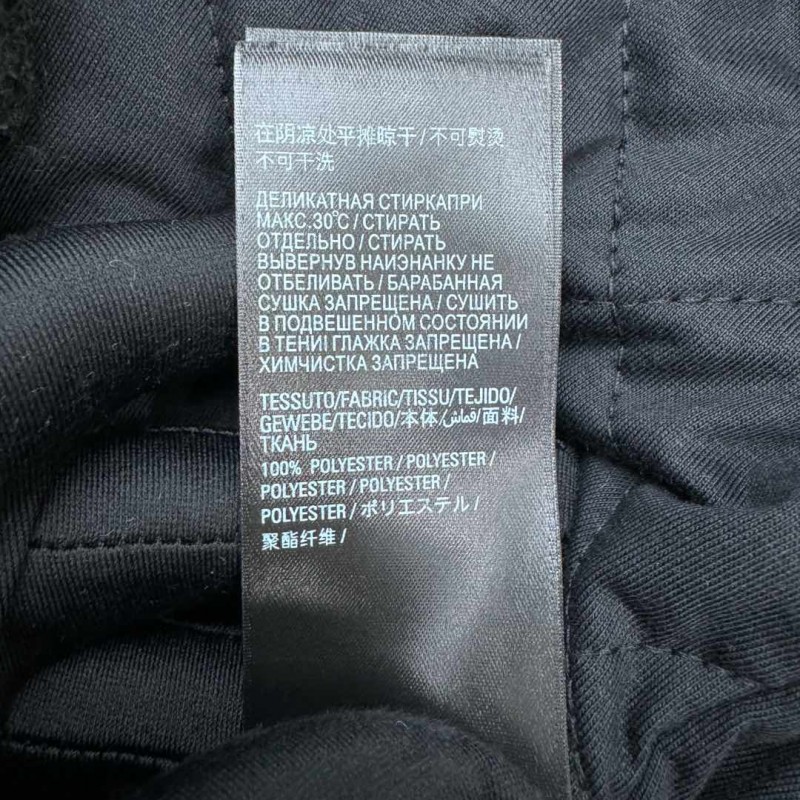 在阴凉处平摊晾干/不可熨烫
不可干洗
ДЕЛИКАТНАЯ СТИРКАПРИ
МАКС.30°С / СТИРАТЬ
ОТДЕЛЬНО / СТИРАТЬ
ВЫВЕРНУВ НАИЭНАНКУ НЕ
ОТБЕЛИВАТЬ / БАРАБАННАЯ
СУШКА ЗАПРЕЩЕНА / СУШИТЬ
В ПОДВЕШЕННОМ СОСТОЯНИИ
В ТЕНІ ГЛАЖКА ЗАПРЕЩЕНА /
ХИМЧИСТКА ЗАПРЕЩЕНА
TESSUTO/FABRIC/TISSU/TEJIDO/
GEWEBE/TECIDO/本体/قماش/面料/
ТКАНЬ
100% POLYESTER / POLYESTER /
POLYESTER / POLYESTER /
POLYESTER / ポリエステル /
聚酯纤维 /